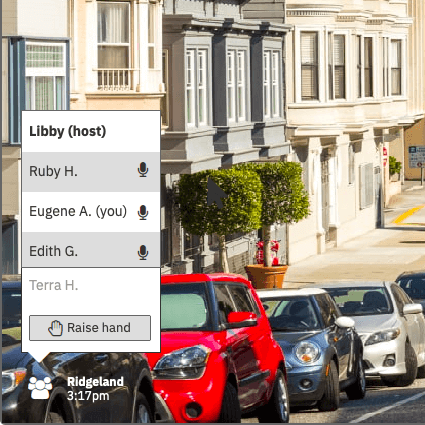 Libby (host)
Ruby H.
Eugene A. (you)
Edith G.
Terra H.
Raise hand
Ridgeland
3:17pm